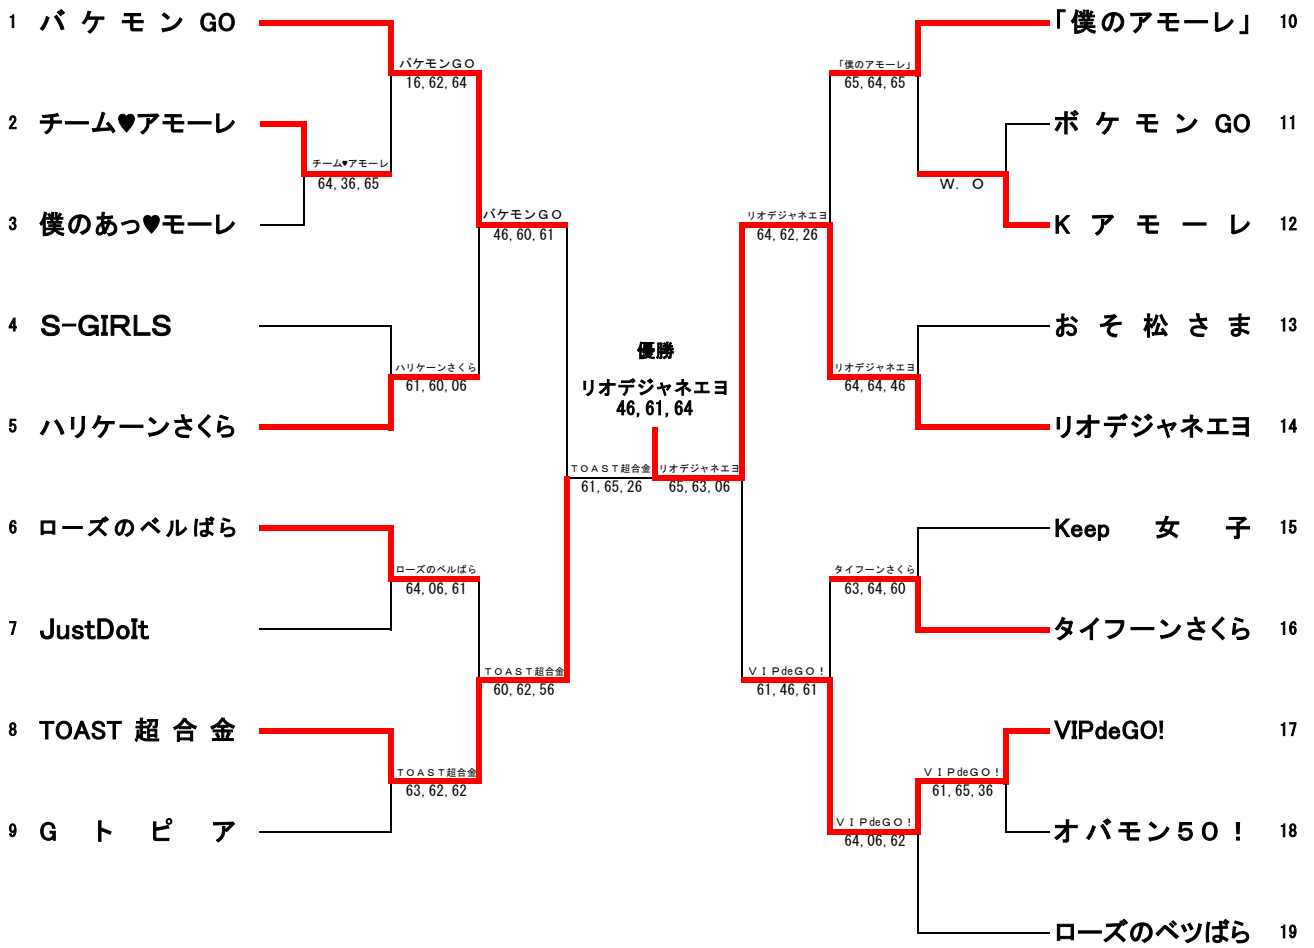 1 バケモンGO
バケモンGO
16,62,64
2 チーム♥アモーレ
チーム♥アモーレ
64,36,65
3 僕のあっ♥モーレ
バケモンGO
46,60,61
4 S-GIRLS
ハリケーンさくら
61,60,06
5 ハリケーンさくら
TOAST超合金
61,65,26
6 ローズのベルばら
ローズのベルばら
64,06,61
7 JustDoIt
TOAST超合金
60,62,56
8 TOAST超合金
TOAST超合金
63,62,62
9 Gトピア
優勝
リオデジャネエヨ
46,61,64
「僕のアモーレ」 10
「僕のアモーレ」
65,64,65
ボケモンGO 11
W.O
Kアモーレ 12
リオデジャネエヨ
64,62,26
おそ松さま 13
リオデジャネエヨ
64,64,46
リオデジャネエヨ 14
リオデジャネエヨ
65,63,06
Keep女子 15
タイフーンさくら
63,64,60
タイフーンさくら 16
VIPdeGO!
61,46,61
VIPdeGO! 17
VIPdeGO!
61,65,36
オバモン50! 18
VIPdeGO!
64,06,62
ローズのベツばら 19